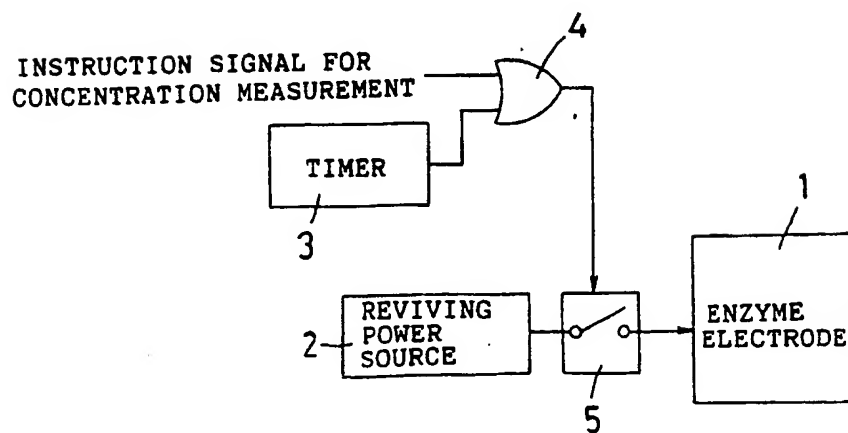 4
INSTRUCTION SIGNAL FOR
CONCENTRATION MEASUREMENT
TIMER
3
1
REVIVING
POWER
SOURCE
2
ENZYME
ELECTRODE
5